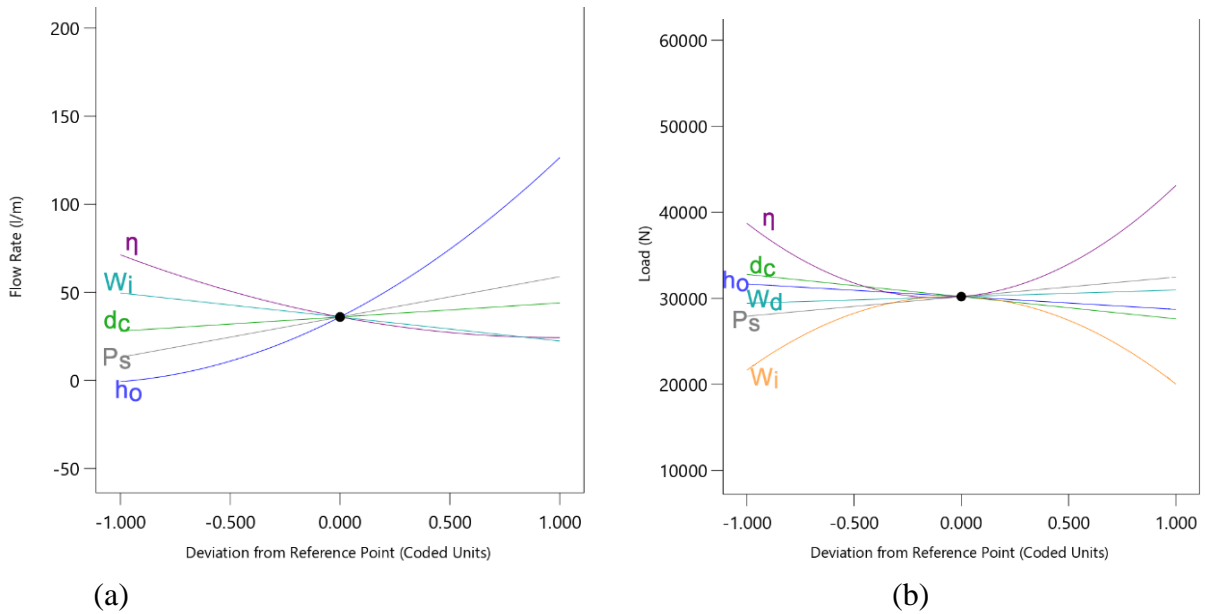 200
150
100
50
0
-50
Flow Rate (l/m)
η
Wi
dc
Ps
ho
-1.000 -0.500 0.000 0.500 1.000
Deviation from Reference Point (Coded Units)
(a)
60000
50000
40000
30000
20000
10000
Load (N)
η
dc
ho
Wd
Ps
Wi
-1.000 -0.500 0.000 0.500 1.000
Deviation from Reference Point (Coded Units)
(b)